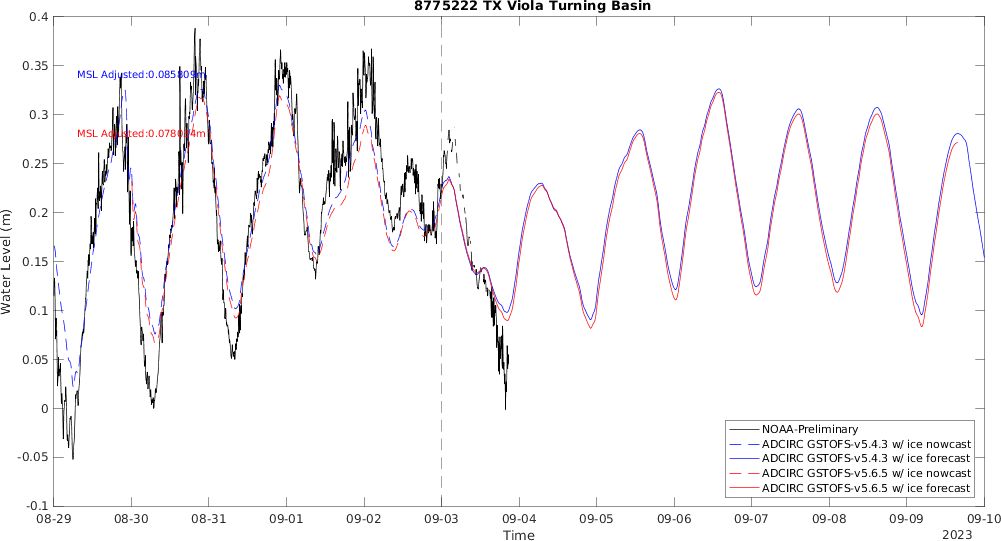 8775222 TX Viola Turning Basin
0.4
0.35
0.3
0.25
0.2
0.15
0.1
0.05
0
-0.05
-0.1
Water Level (m)
MSL Adjusted:0.085809m
NOAA-Preliminary
ADCIRC GSTOFS-v5.4.3 w/ ice nowcast
ADCIRC GSTOFS-v5.4.3 w/ ice forecast
ADCIRC GSTOFS-v5.6.5 w/ ice nowcast
ADCIRC GSTOFS-v5.6.5 w/ ice forecast
08-29 08-30 08-31 09-01 09-02 09-03 09-04 09-05 09-06 09-07 09-08 09-09 09-10
Time
2023
MSL Adjusted